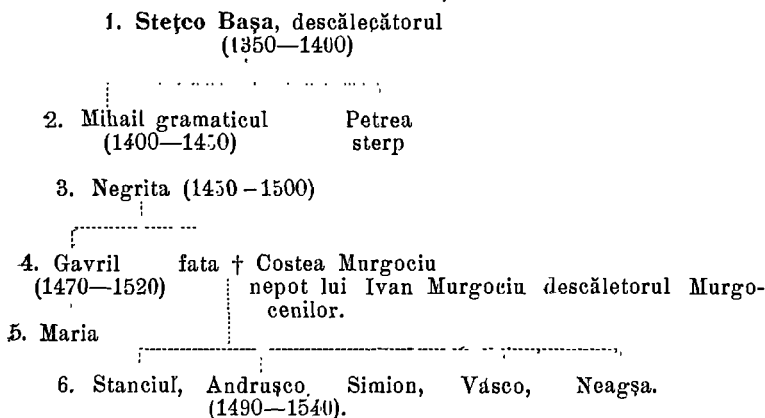 1. Stețco Bașa, descălecătorul
(1350—1400)
2. Mihail gramaticul Petrea
(1400—1450) sterp
3. Negrita (1450–1500)
4. Gavril fata † Costea Murgociu
(1470—1520) nepot lui Ivan Murgociu descăletorul Murgo-
cenilor.
5. Maria
6. Stanciul, Andrușco, Simion, Vasco, Neagșa.
(1490—1540).